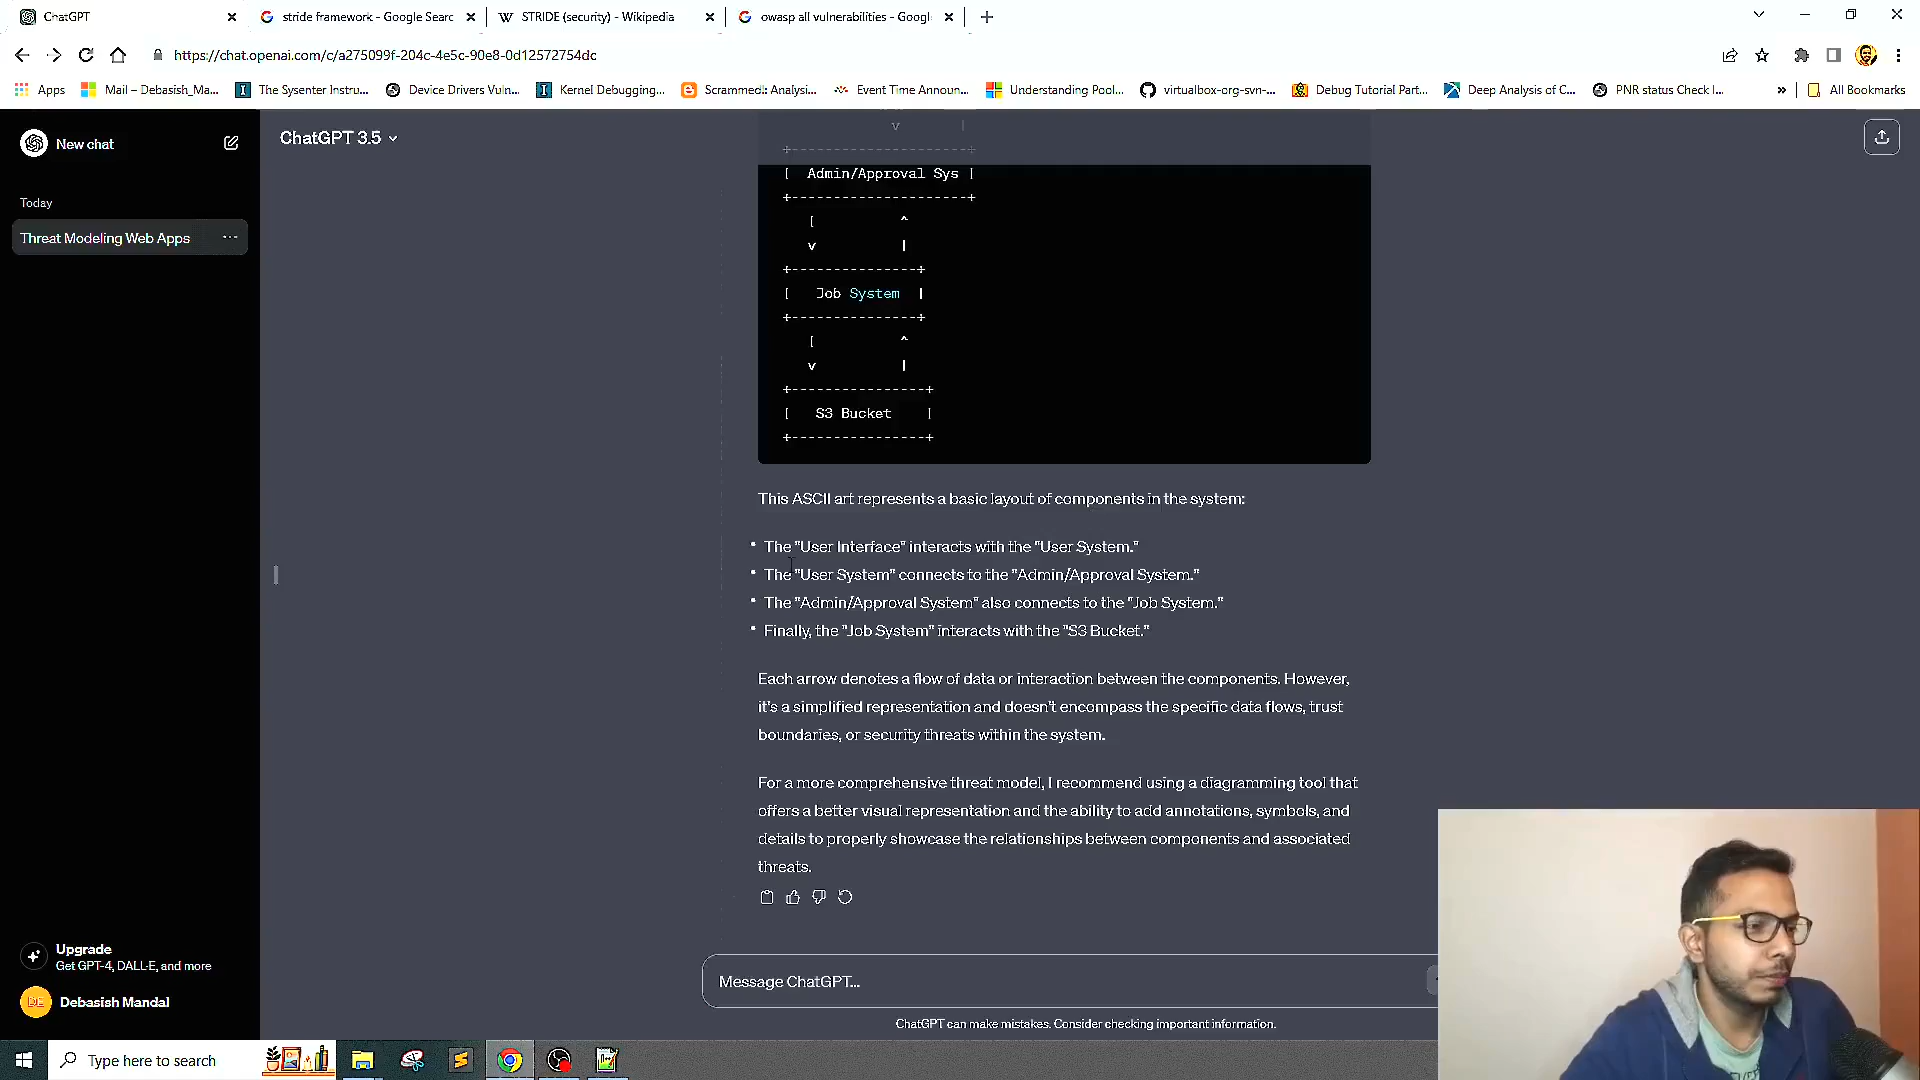 ChatGPT
stride framework - Google Searc
STRIDE (security) - Wikipedia
owasp all vulnerabilities - Googl
https://chat.openai.com/c/a275099f-204c-4e5c-90e8-0d12572754dc
Apps
Mail – Debasish_Ma...
The Sysenter Instru...
Device Drivers Vuln...
Kernel Debugging,...
Scrammed!: Analysi...
Event Time Announ...
Understanding Pool...
virtualbox-org-svn-...
Debug Tutorial Part...
Deep Analysis of C...
PNR status Check I...
»
All Bookmarks
New chat
Today
Threat Modeling Web Apps
Upgrade
Get GPT-4, DALL·E, and more
DE
Debasish Mandal
ChatGPT 3.5
v |
+---------------------+
[ Admin/Approval Sys |
+---------------------+
[ ^
v |
+---------------+
[ Job System |
+---------------+
[ ^
v |
+----------------+
[ S3 Bucket |
+----------------+
This ASCII art represents a basic layout of components in the system:
• The "User Interface" interacts with the "User System."
• The "User System" connects to the "Admin/Approval System."
• The "Admin/Approval System" also connects to the "Job System."
• Finally, the "Job System" interacts with the "S3 Bucket."
Each arrow denotes a flow of data or interaction between the components. However,
it's a simplified representation and doesn't encompass the specific data flows, trust
boundaries, or security threats within the system.
For a more comprehensive threat model, I recommend using a diagramming tool that
offers a better visual representation and the ability to add annotations, symbols, and
details to properly showcase the relationships between components and associated
threats.
Message ChatGPT...
ChatGPT can make mistakes. Consider checking important information.
Type here to search